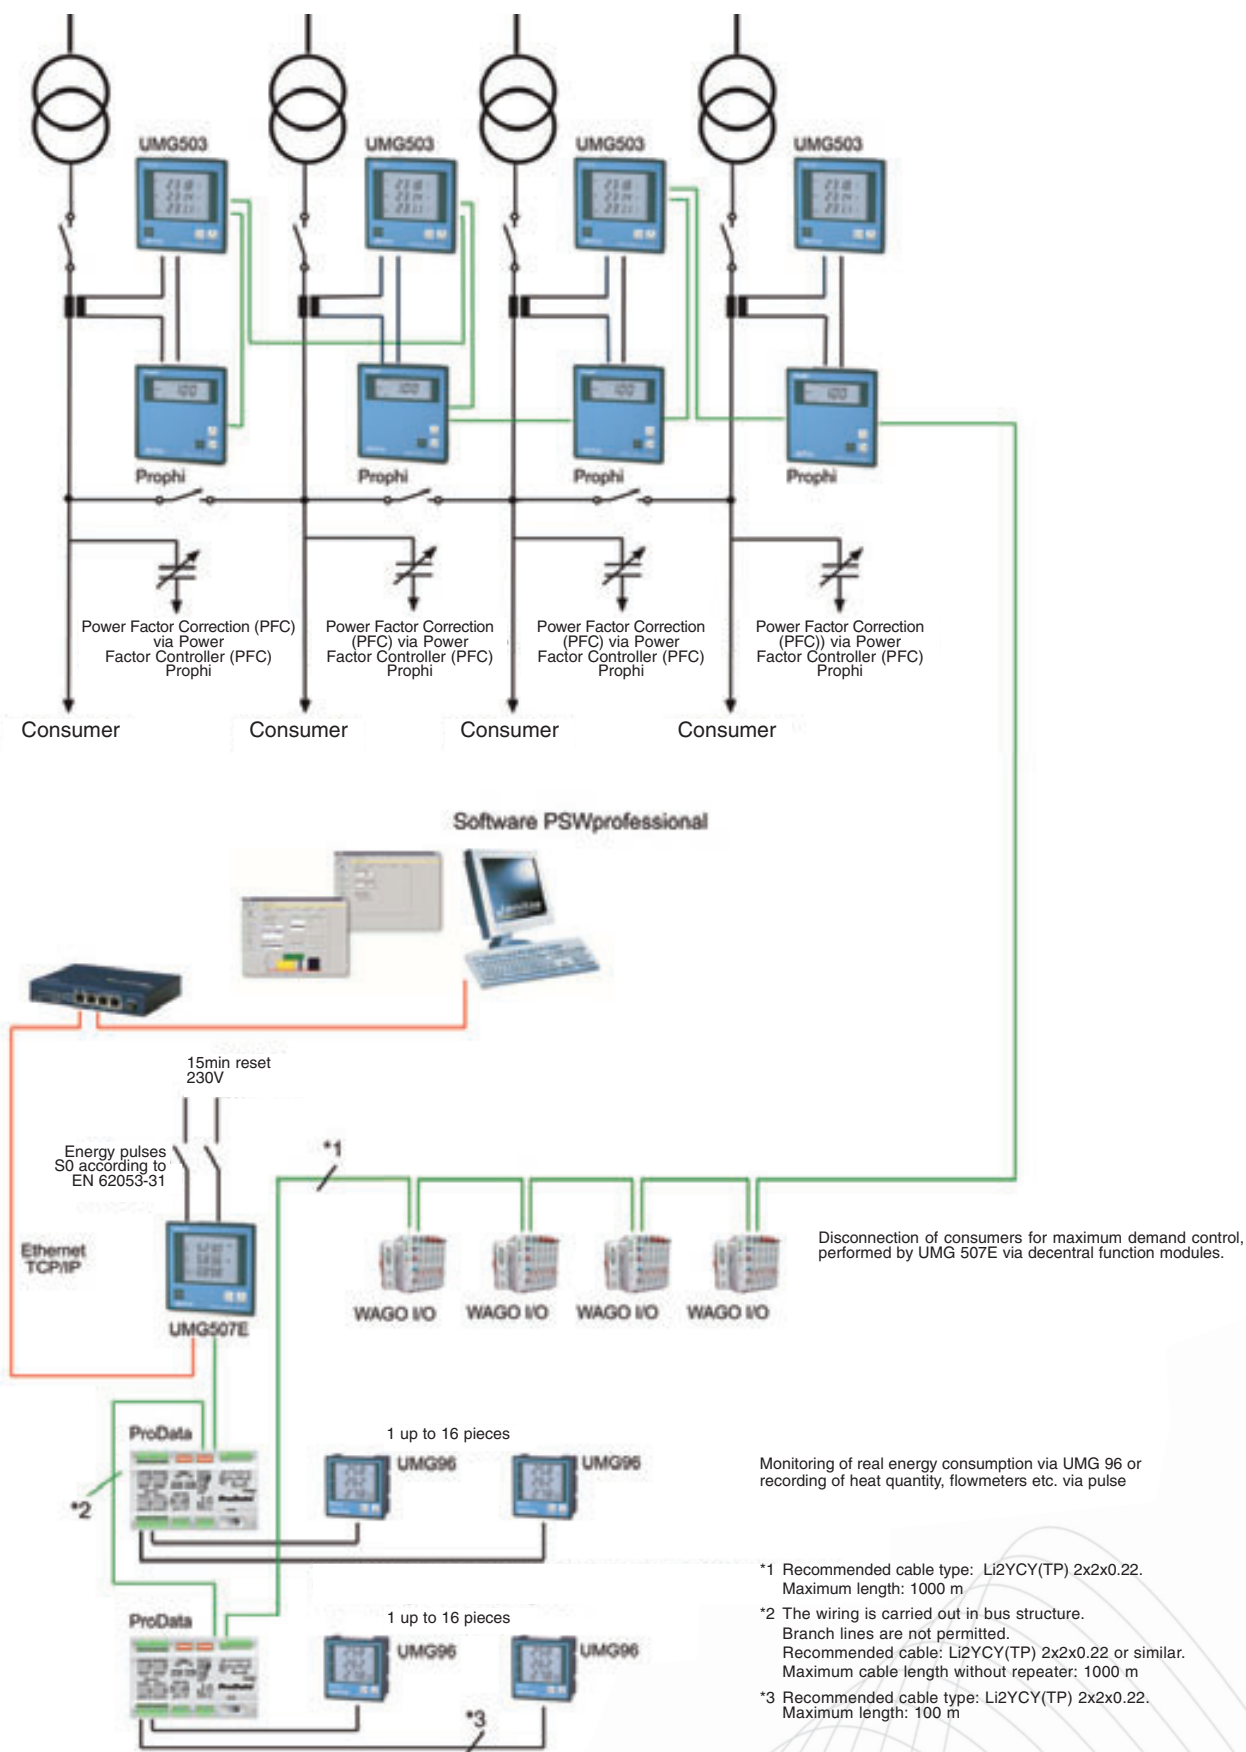 UMG503
UMG503
UMG503
UMG503
Prophi
Prophi
Prophi
Prophi
Power Factor Correction (PFC)
via Power
Factor Controller (PFC)
Prophi
Power Factor Correction
(PFC) via Power
Factor Controller (PFC)
Prophi
Power Factor Correction
(PFC) via Power
Factor Controller (PFC)
Prophi
Power Factor Correction
(PFC)) via Power
Factor Controller (PFC)
Prophi
Consumer
Consumer
Consumer
Consumer
Software PSWprofessional
15min reset
230V
Energy pulses
S0 according to
EN 62053-31
*1
Ethernet
TCP/IP
UMG507E
WAGO I/O
WAGO I/O
WAGO I/O
WAGO I/O
Disconnection of consumers for maximum demand control,
performed by UMG 507E via decentral function modules.
ProData
1 up to 16 pieces
UMG96
UMG96
*2
Monitoring of real energy consumption via UMG 96 or
recording of heat quantity, flowmeters etc. via pulse
ProData
1 up to 16 pieces
UMG96
UMG96
*3
*1 Recommended cable type: Li2YCY(TP) 2x2x0.22.
Maximum length: 1000 m
*2 The wiring is carried out in bus structure.
Branch lines are not permitted.
Recommended cable: Li2YCY(TP) 2x2x0.22 or similar.
Maximum cable length without repeater: 1000 m
*3 Recommended cable type: Li2YCY(TP) 2x2x0.22.
Maximum length: 100 m